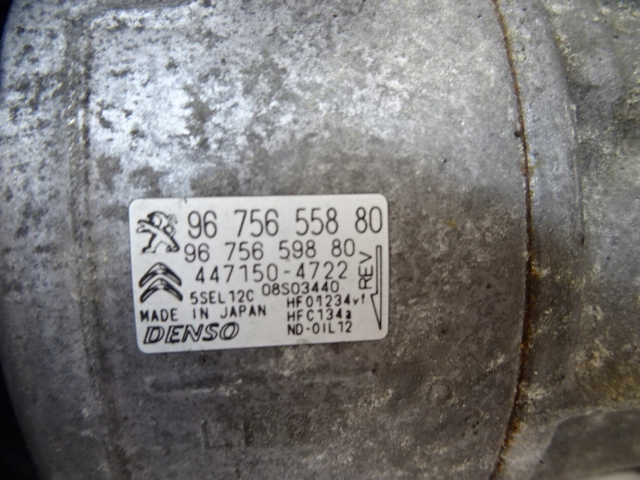 96 756 558 80
96 756 598 80
447150-4722
REV
5SEL12C 08S03440
HFO1234yf
MADE IN JAPAN HFC134a
DENSO ND-OIL12